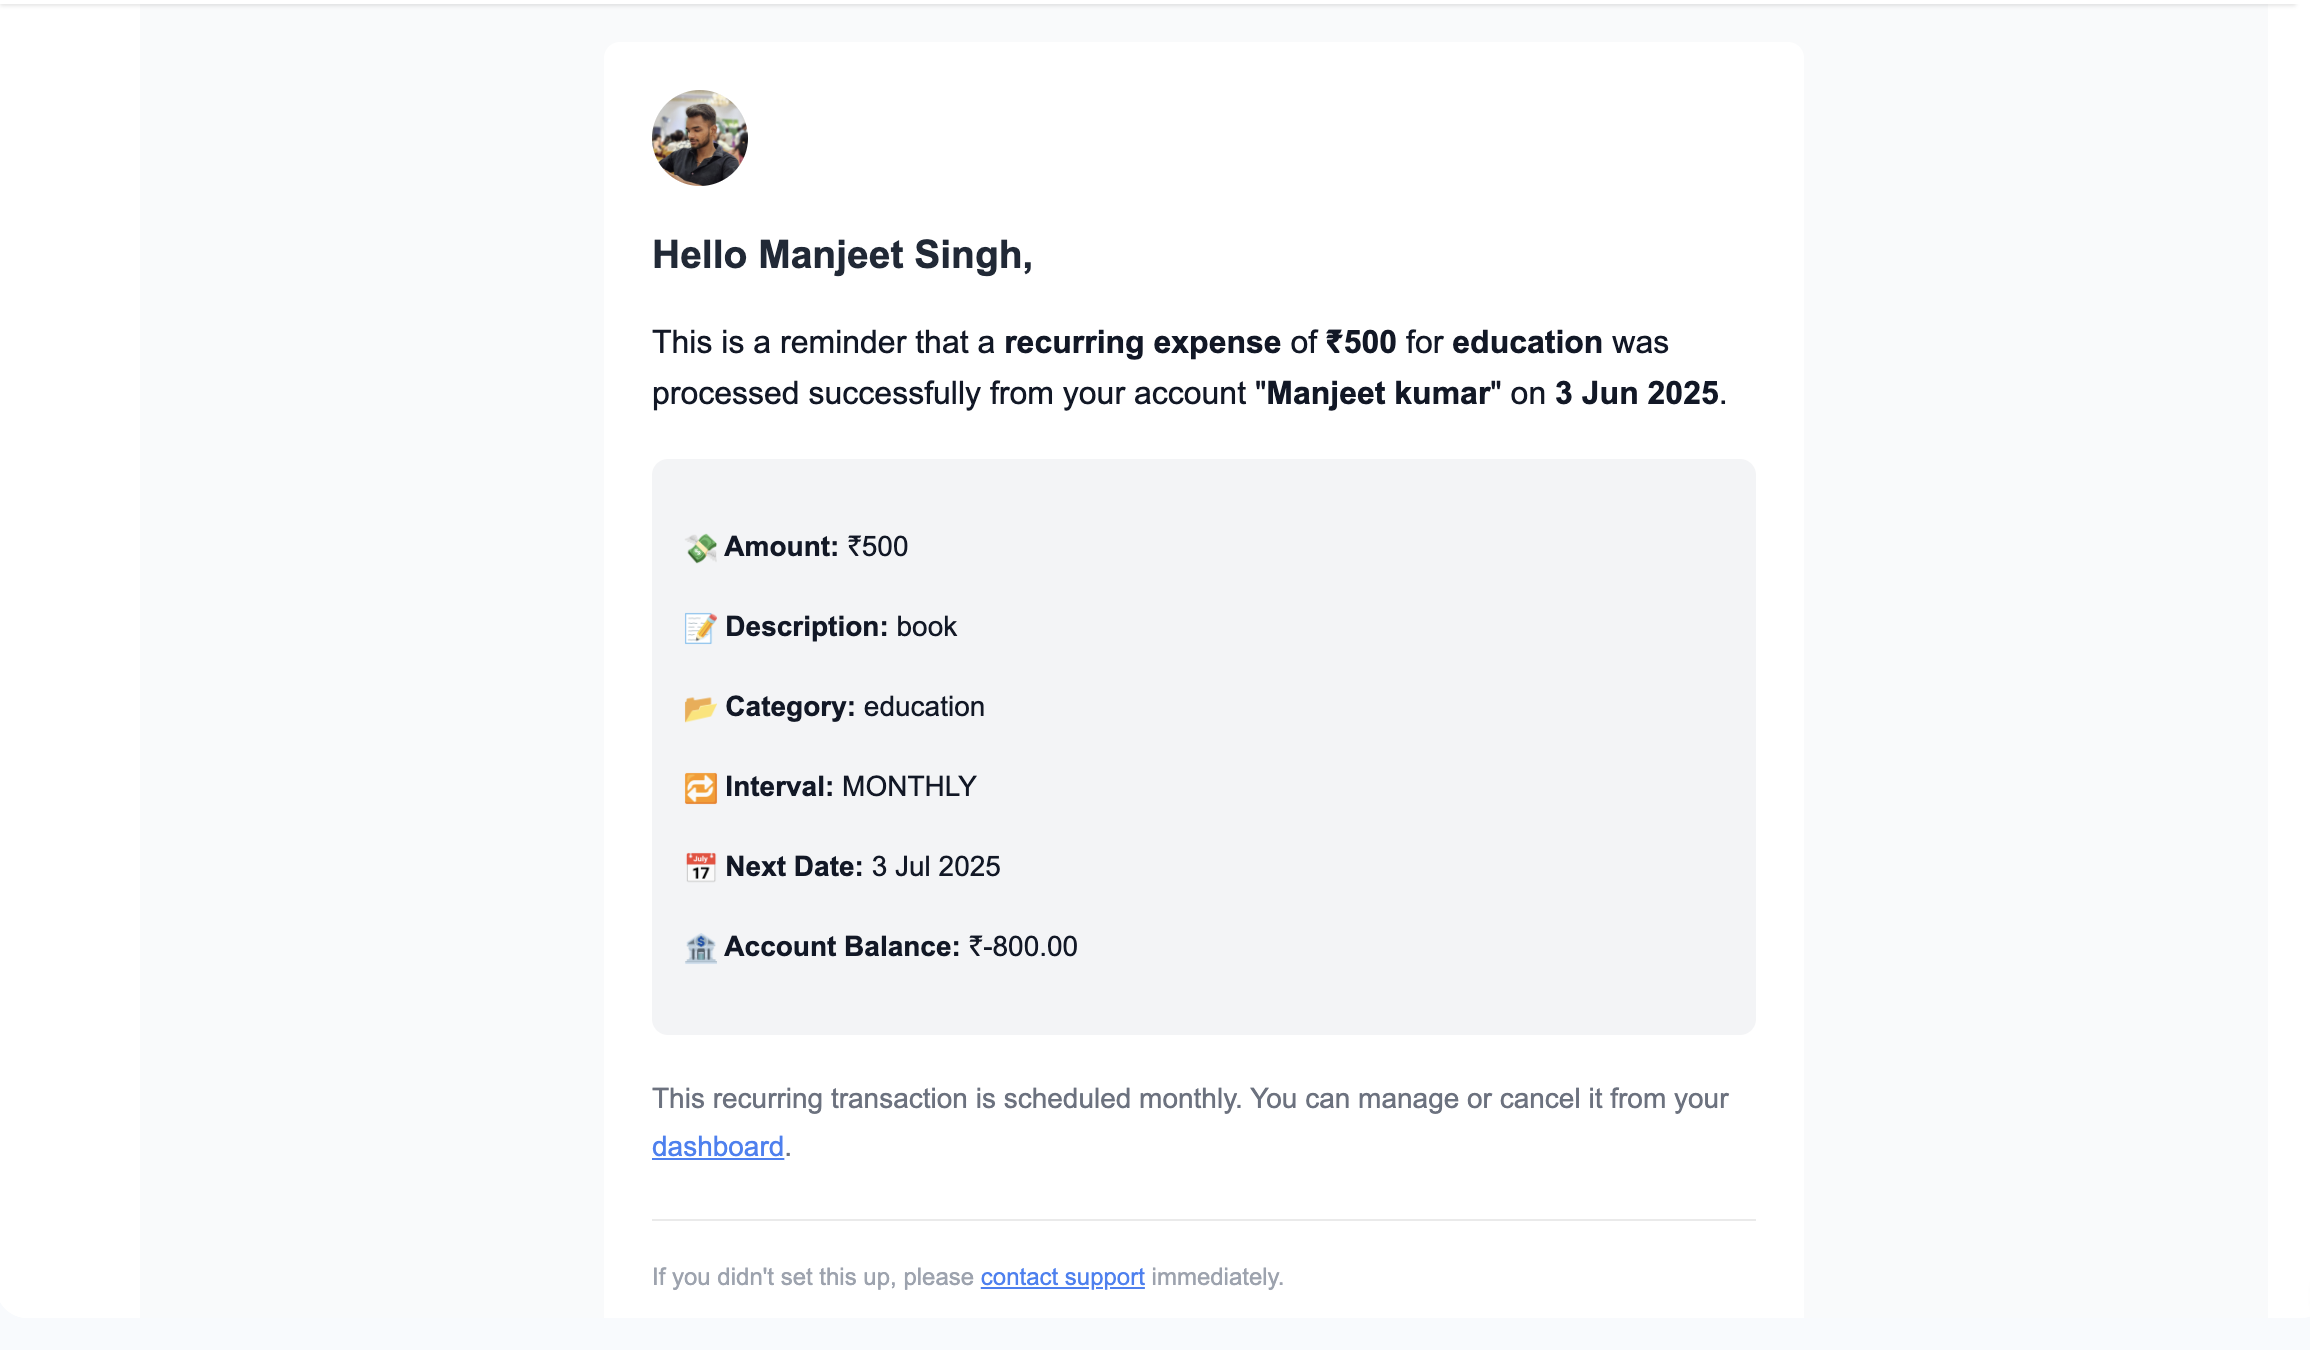 Hello Manjeet Singh,
This is a reminder that a recurring expense of ₹500 for education was
processed successfully from your account "Manjeet kumar" on 3 Jun 2025.
💸 Amount: ₹500
📝 Description: book
📂 Category: education
🔁 Interval: MONTHLY
📅 Next Date: 3 Jul 2025
🏦 Account Balance: ₹-800.00
This recurring transaction is scheduled monthly. You can manage or cancel it from your
dashboard.
If you didn't set this up, please contact support immediately.